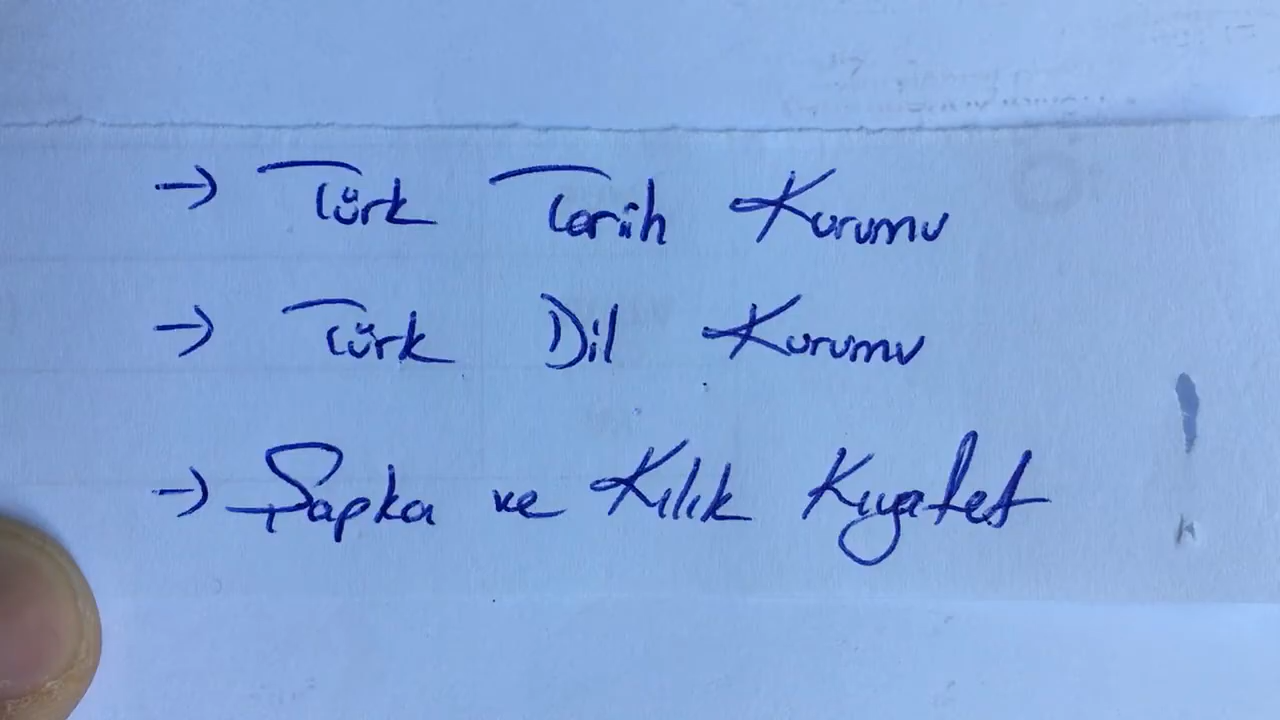 → Türk Tarih Kurumu
→ Türk Dil Kurumu
→ Şapka ve Kılık Kıyafet